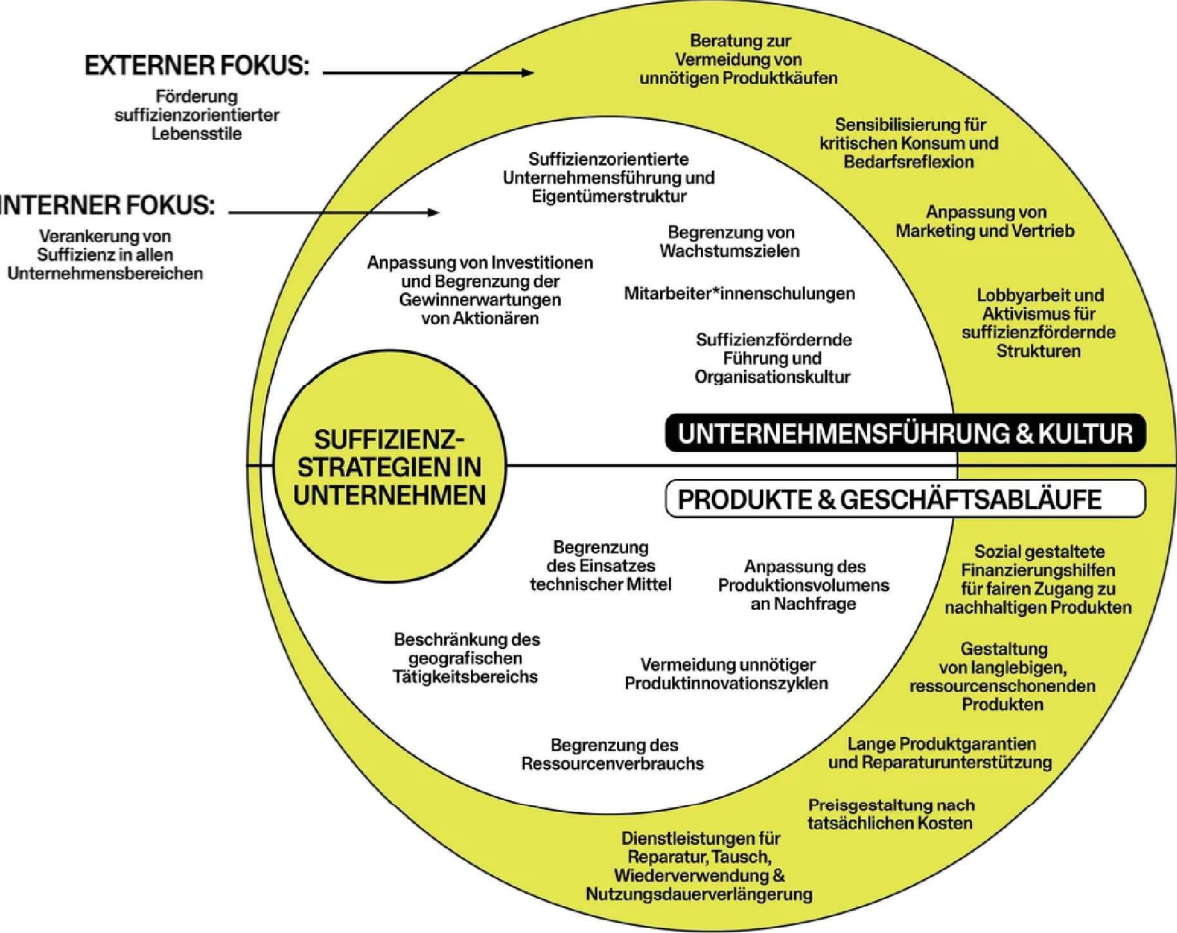 EXTERNER FOKUS:
Förderung
suffizienzorientierter
Lebensstile
INTERNER FOKUS:
Verankerung von
Suffizienz in allen
Unternehmensbereichen
Beratung zur
Vermeidung von
unnötigen Produktkäufen
Sensibilisierung für
kritischen Konsum und
Bedarfsreflexion
Anpassung von
Marketing und Vertrieb
Lobbyarbeit und
Aktivismus für
suffizienzfördernde
Strukturen
Suffizienzorientierte
Unternehmensführung und
Eigentümerstruktur
Begrenzung von
Wachstumszielen
Anpassung von Investitionen
und Begrenzung der
Gewinnerwartungen
von Aktionären
Mitarbeiter*innenschulungen
Suffizienzfördernde
Führung und
Organisationskultur
SUFFIZIENZ-
STRATEGIEN IN
UNTERNEHMEN
UNTERNEHMENSFÜHRUNG & KULTUR
PRODUKTE & GESCHÄFTSABLÄUFE
Begrenzung
des Einsatzes
technischer Mittel
Anpassung des
Produktionsvolumens
an Nachfrage
Beschränkung des
geografischen
Tätigkeitsbereichs
Vermeidung unnötiger
Produktinnovationszyklen
Begrenzung des
Ressourcenverbrauchs
Sozial gestaltete
Finanzierungshilfen
für fairen Zugang zu
nachhaltigen Produkten
Gestaltung
von langlebigen,
ressourcenschonenden
Produkten
Lange Produktgarantien
und Reparaturunterstützung
Preisgestaltung nach
tatsächlichen Kosten
Dienstleistungen für
Reparatur, Tausch,
Wiederverwendung &
Nutzungsdauerverlängerung